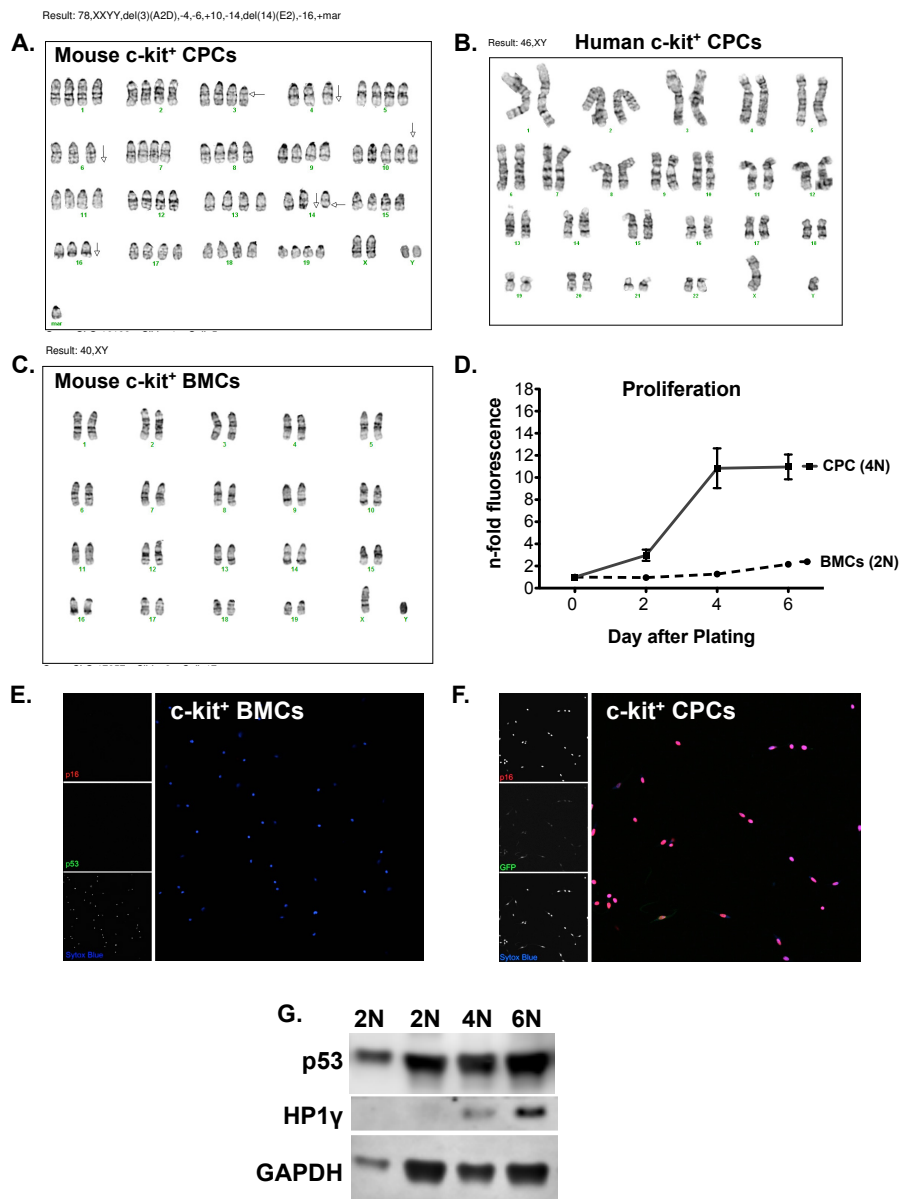 Result: 78,XXYY,del(3)(A2D),-4,-6,+10,-14,del(14)(E2),-16,+mar
A.
Mouse c-kit⁺ CPCs
1 2 3 4 5
6 7 8 9 10
11 12 13 14 15
16 17 18 19 X Y
mar
B.
Result: 46,XY
Human c-kit⁺ CPCs
1 2 3 4 5
6 7 8 9 10 11 12
13 14 15 16 17 18
19 20 21 22 X Y
Result: 40,XY
C.
Mouse c-kit⁺ BMCs
1 2 3 4 5
6 7 8 9 10
11 12 13 14 15
16 17 18 19 X Y
D.
Proliferation
n-fold fluorescence
18
16
14
12
10
8
6
4
2
0
0 2 4 6
Day after Plating
CPC (4N)
BMCs (2N)
E.
c-kit⁺ BMCs
p16
p53
Sytox Blue
F.
c-kit⁺ CPCs
p16
GFP
Sytox Blue
G.
2N 2N 4N 6N
p53
HP1γ
GAPDH